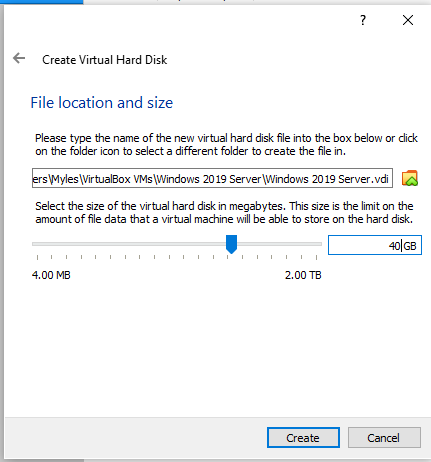 ?
Create Virtual Hard Disk
File location and size
Please type the name of the new virtual hard disk file into the box below or click
on the folder icon to select a different folder to create the file in.
ers\Myles\VirtualBox VMs\Windows 2019 Server\Windows 2019 Server.vdi
Select the size of the virtual hard disk in megabytes. This size is the limit on the
amount of file data that a virtual machine will be able to store on the hard disk.
40 GB
4.00 MB 2.00 TB
Create Cancel